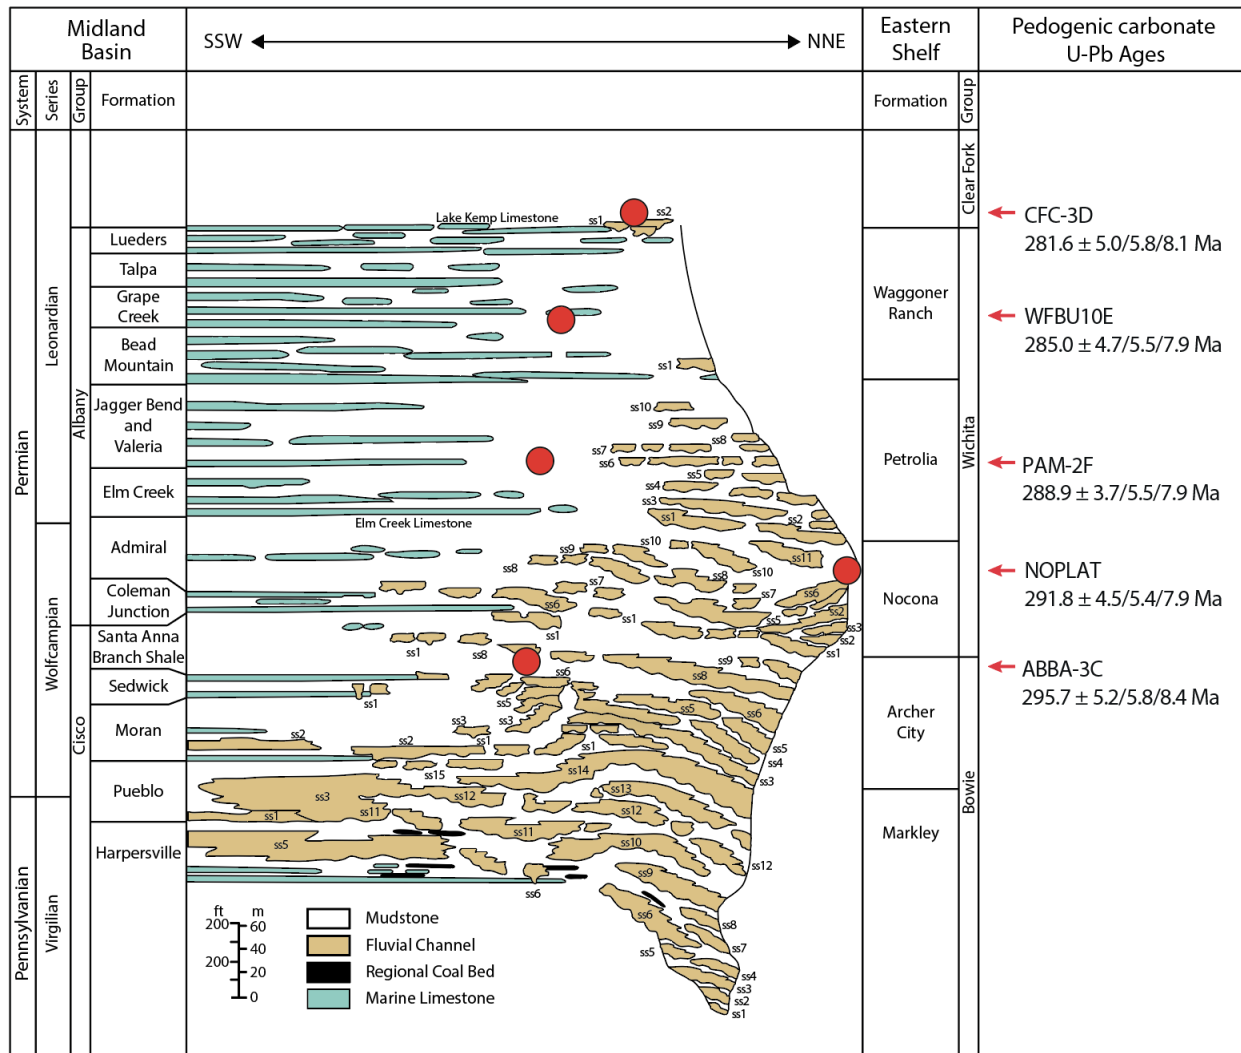 Midland
Basin
SSW
NNE
Eastern
Shelf
Pedogenic carbonate
U-Pb Ages
System
Series
Group
Formation
Formation
Group
Permian
Pennsylvanian
Leonardian
Wolfcampian
Virgilian
Albany
Cisco
Lueders
Talpa
Grape
Creek
Bead
Mountain
Jagger Bend
and
Valeria
Elm Creek
Admiral
Coleman
Junction
Santa Anna
Branch Shale
Sedwick
Moran
Pueblo
Harpersville
Lake Kemp Limestone
ss1
ss2
ss1
ss10
ss9
ss8
ss7
ss6
ss5
ss4
ss3
ss1
ss2
Elm Creek Limestone
ss10
ss9
ss11
ss8
ss8
ss10
ss7
ss6
ss7
ss6
ss2
ss1
ss5
ss3
ss2
ss1
ss1
ss1
ss8
ss9
ss6
ss8
ss1
ss5
ss5
ss6
ss3
ss3
ss2
ss2
ss1
ss1
ss5
ss4
ss15
ss14
ss3
ss3
ss12
ss13
ss1
ss11
ss12
ss11
ss5
ss10
ss12
ss9
ss6
ss6
ss8
ss5
ss7
ss4
ss3
ss2
ss1
ft
m
200
60
40
200
20
0
Mudstone
Fluvial Channel
Regional Coal Bed
Marine Limestone
Waggoner
Ranch
Petrolia
Nocona
Archer
City
Markley
Clear Fork
Wichita
Bowie
CFC-3D
281.6 ± 5.0/5.8/8.1 Ma
WFBU10E
285.0 ± 4.7/5.5/7.9 Ma
PAM-2F
288.9 ± 3.7/5.5/7.9 Ma
NOPLAT
291.8 ± 4.5/5.4/7.9 Ma
ABBA-3C
295.7 ± 5.2/5.8/8.4 Ma